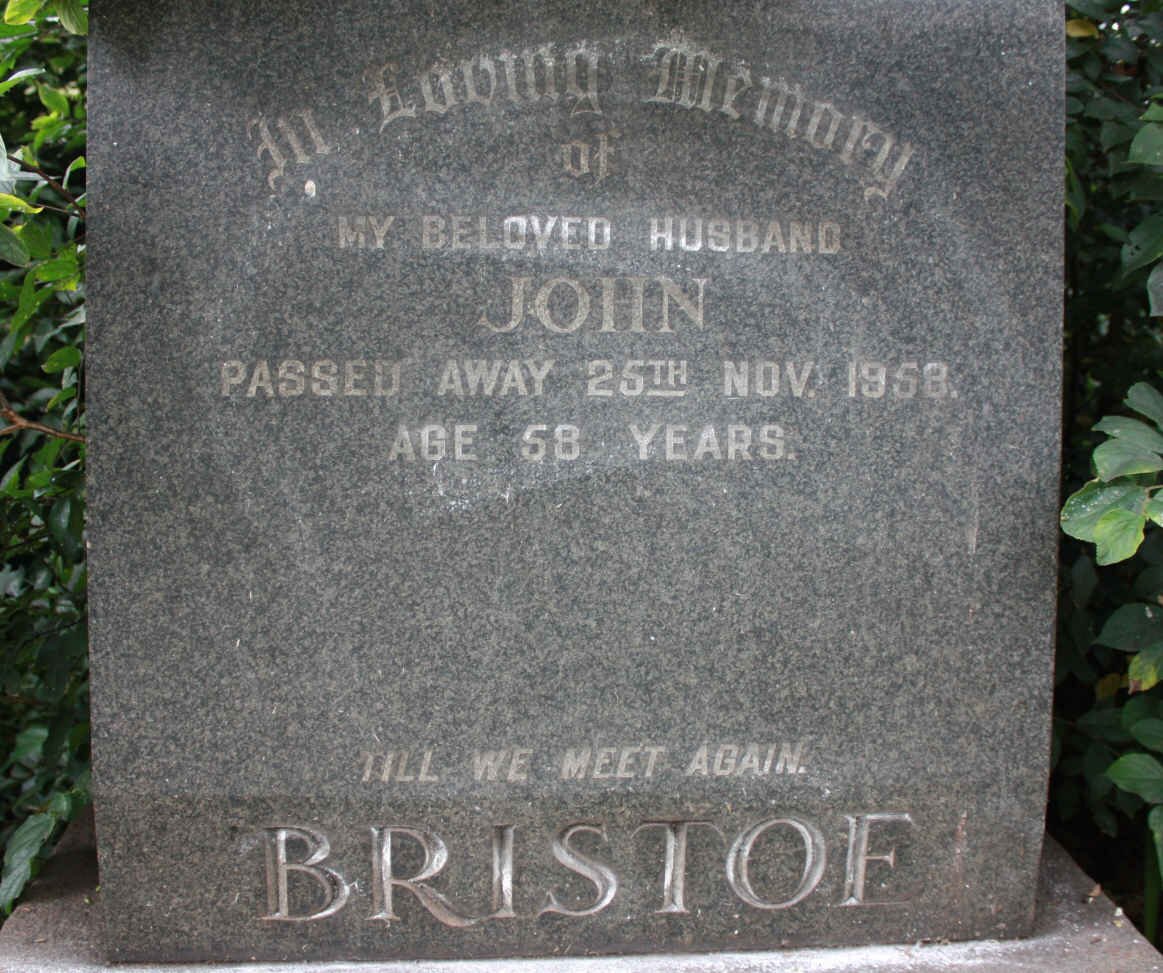 In Loving Memory
of
MY BELOVED HUSBAND
JOHN
PASSED AWAY 25TH NOV. 1958.
AGE 58 YEARS.
TILL WE MEET AGAIN.
BRISTOE